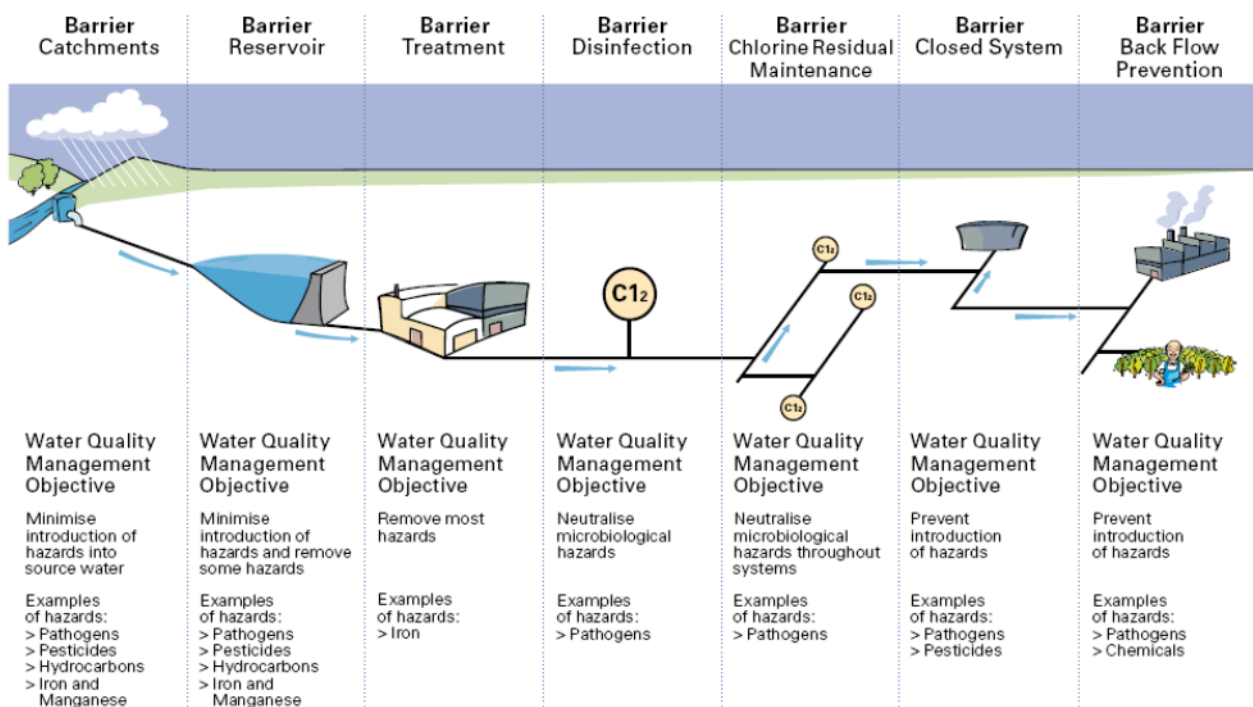 Barrier
Catchments
Barrier
Reservoir
Barrier
Treatment
Barrier
Disinfection
Barrier
Chlorine Residual
Maintenance
Barrier
Closed System
Barrier
Back Flow
Prevention
C1₂
C1₂
C1₂
C1₂
Water Quality
Management
Objective
Minimise
introduction of
hazards into
source water
Examples
of hazards:
> Pathogens
> Pesticides
> Hydrocarbons
> Iron and
Manganese
Water Quality
Management
Objective
Minimise
introduction of
hazards and remove
some hazards
Examples
of hazards:
> Pathogens
> Pesticides
> Hydrocarbons
> Iron and
Manganese
Water Quality
Management
Objective
Remove most
hazards
Examples
of hazards:
> Iron
Water Quality
Management
Objective
Neutralise
microbiological
hazards
Examples of
hazards:
> Pathogens
Water Quality
Management
Objective
Neutralise
microbiological
hazards throughout
systems
Examples of
hazards:
> Pathogens
Water Quality
Management
Objective
Prevent
introduction
of hazards
Examples of
hazards:
> Pathogens
> Pesticides
Water Quality
Management
Objective
Prevent
introduction
of hazards
Examples of
hazards:
> Pathogens
> Chemicals